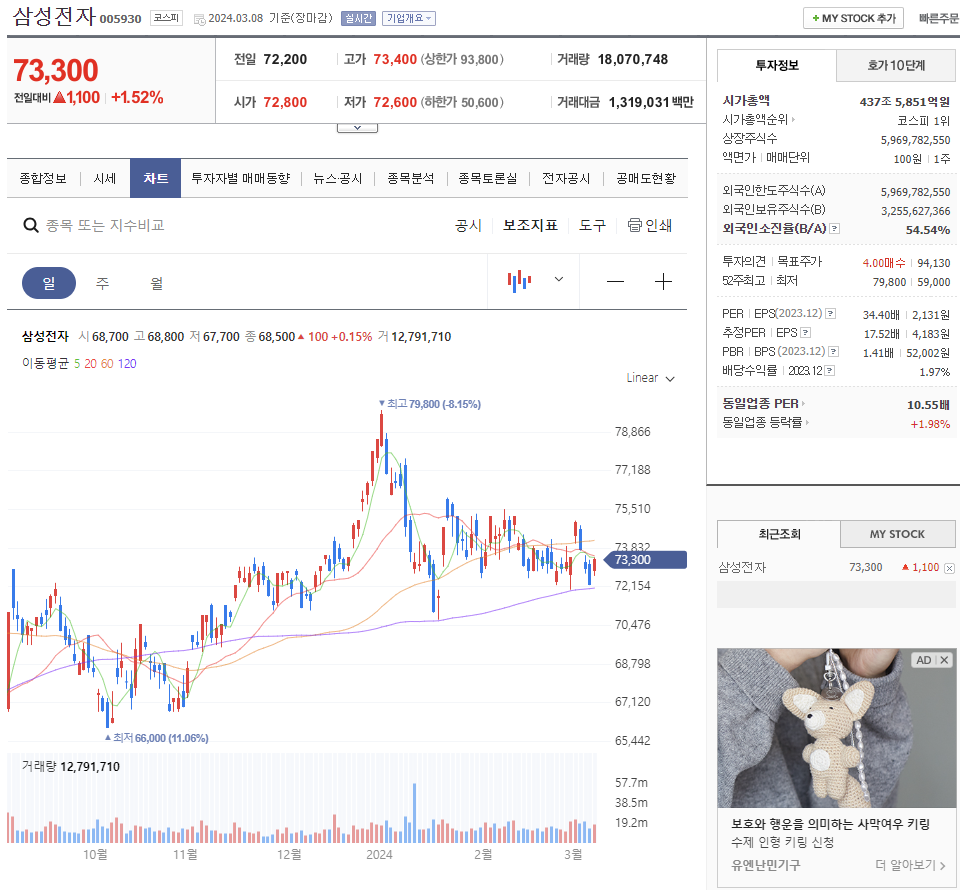 삼성전자 005930 코스피 2024.03.08 기준(장마감) 실시간 기업개요
+ MY STOCK 추가 빠른주문
73,300
전일대비 ▲1,100 +1.52%
전일 72,200 고가 73,400 (상한가 93,800) 거래량 18,070,748
시가 72,800 저가 72,600 (하한가 50,600) 거래대금 1,319,031 백만
종합정보 시세 차트 투자자별 매매동향 뉴스·공시 종목분석 종목토론실 전자공시 공매도현황
종목 또는 지수비교 공시 보조지표 도구 인쇄
일 주 월
삼성전자 시 68,700 고 68,800 저 67,700 종 68,500 ▲ 100 +0.15% 거 12,791,710
이동평균 5 20 60 120
Linear
▼최고 79,800 (-8.15%)
78,866
77,188
75,510
73,832
73,300
72,154
70,476
68,798
67,120
▲최저 66,000 (11.06%)
65,442
거래량 12,791,710
57.7m
38.5m
19.2m
10월 11월 12월 2024 2월 3월
투자정보 호가 10단계
시가총액 437조 5,851억원
시가총액순위 코스피 1위
상장주식수 5,969,782,550
액면가 매매단위 100원 1주
외국인한도주식수(A) 5,969,782,550
외국인보유주식수(B) 3,255,627,366
외국인소진율(B/A) ? 54.54%
투자의견 목표주가 4.00매수 94,130
52주최고 최저 79,800 59,000
PER EPS(2023.12) ? 34.40배 2,131원
추정PER EPS ? 17.52배 4,183원
PBR BPS (2023.12) ? 1.41배 52,002원
배당수익률 2023.12 ? 1.97%
동일업종 PER 10.55배
동일업종 등락률 +1.98%
최근조회 MY STOCK
삼성전자 73,300 ▲ 1,100
AD
보호와 행운을 의미하는 사막여우 키링
수제 인형 키링 신청
유엔난민기구 더 알아보기